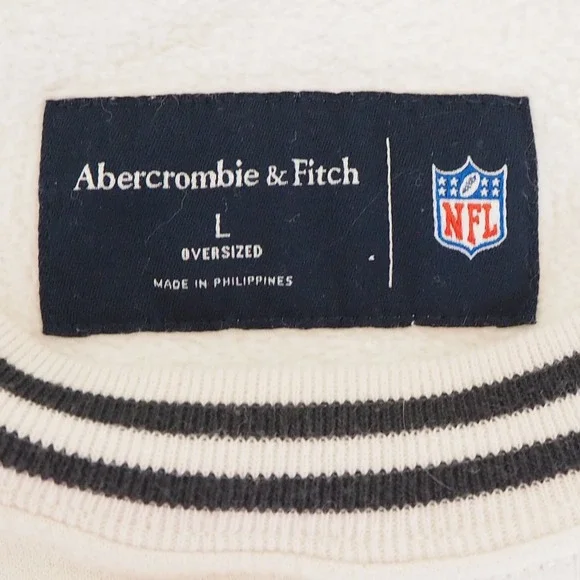 Abercrombie & Fitch
L
OVERSIZED
MADE IN PHILIPPINES
NFL